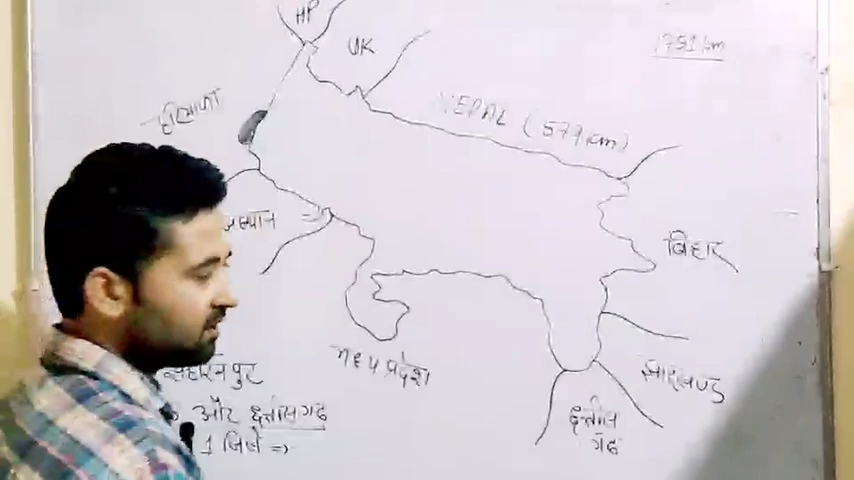 HP
UK
1751 km
NEPAL (579 km)
हरियाणा
बिहार
मध्य प्रदेश
झारखण्ड
सहारनपुर
और छत्तीसगढ
छत्तीस
गढ
1 जिले =>